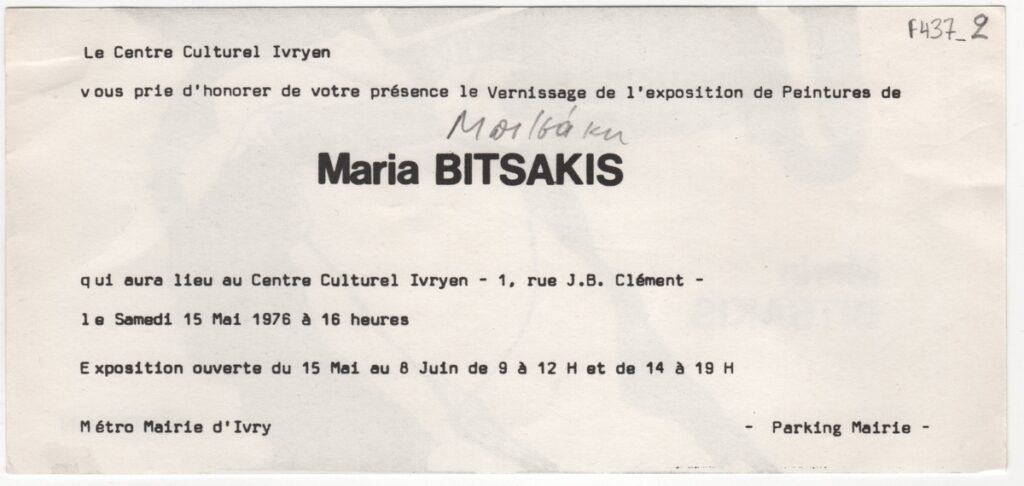 F437_2
Le Centre Culturel Ivryen
vous prie d'honorer de votre présence le Vernissage de l'exposition de Peintures de
Μπιτσάκη
Maria BITSAKIS
qui aura lieu au Centre Culturel Ivryen - 1, rue J.B. Clément -
le Samedi 15 Mai 1976 à 16 heures
Exposition ouverte du 15 Mai au 8 Juin de 9 à 12 H et de 14 à 19 H
Métro Mairie d'Ivry - Parking Mairie -